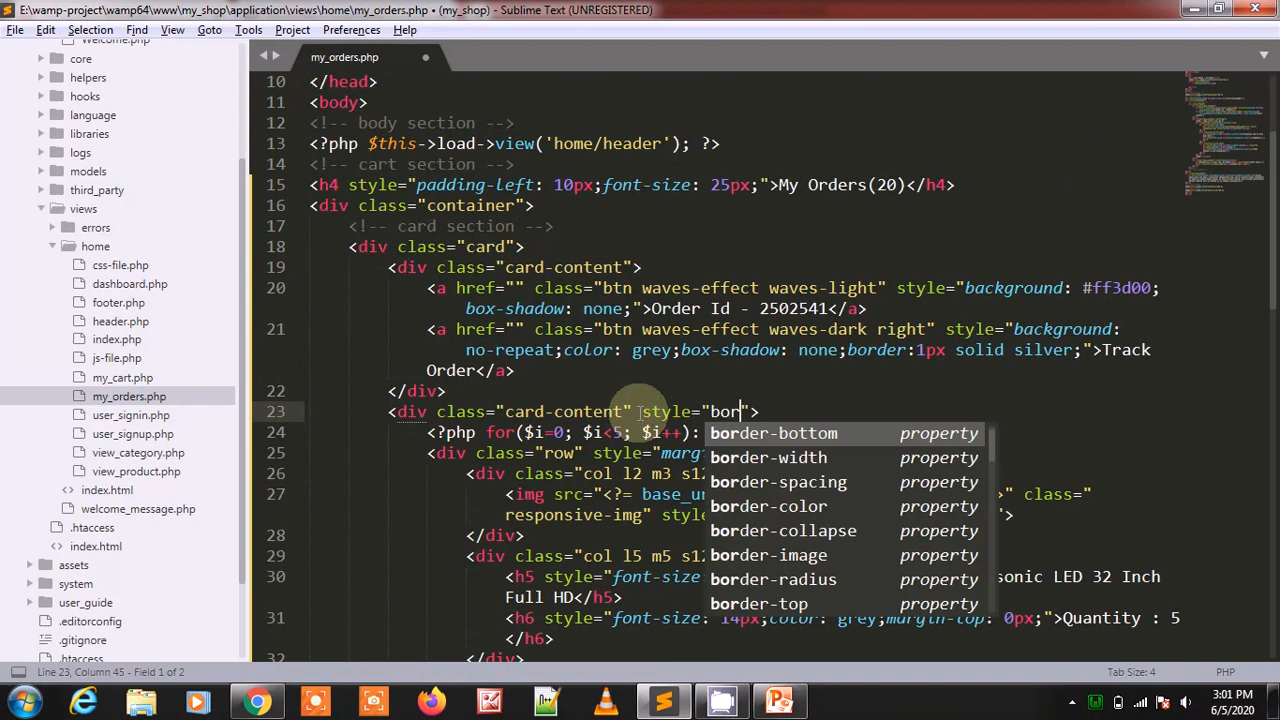 E:\wamp-project\wamp64\www\my_shop\application\views\home\my_orders.php • (my_shop) - Sublime Text (UNREGISTERED)
File Edit Selection Find View Goto Tools Project Preferences Help
Welcome.php
core
helpers
hooks
language
libraries
logs
models
third_party
views
errors
home
css-file.php
dashboard.php
footer.php
header.php
index.php
js-file.php
my_cart.php
my_orders.php
user_signin.php
user_signup.php
view_category.php
view_product.php
index.html
welcome_message.php
.htaccess
index.html
assets
system
user_guide
.editorconfig
.gitignore
.htaccess
my_orders.php
10 </head>
11 <body>
12 <!-- body section -->
13 <?php $this->load->view('home/header'); ?>
14 <!-- cart section -->
15 <h4 style="padding-left: 10px;font-size: 25px;">My Orders(20)</h4>
16 <div class="container">
17 <!-- card section -->
18 <div class="card">
19 <div class="card-content">
20 <a href="" class="btn waves-effect waves-light" style="background: #ff3d00;
box-shadow: none;">Order Id - 2502541</a>
21 <a href="" class="btn waves-effect waves-dark right" style="background:
no-repeat;color: grey;box-shadow: none;border:1px solid silver;">Track
Order</a>
22 </div>
23 <div class="card-content" style="bor">
24 <?php for($i=0; $i<5; $i++):
25 <div class="row" style="marg
26 <div class="col l2 m3 s12
27 <img src="<?= base_ur >" class="
responsive-img" style ">
28 </div>
29 <div class="col l5 m5 s12
30 <h5 style="font-size: sonic LED 32 Inch
Full HD</h5>
31 <h6 style="font-size: 14px;color: grey;margin-top: 0px;">Quantity : 5
</h6>
32 </div>
border-bottom property
border-width property
border-spacing property
border-color property
border-collapse property
border-image property
border-radius property
border-top property
Line 23, Column 45 - Field 1 of 2
Tab Size: 4
PHP
3:01 PM
6/5/2020